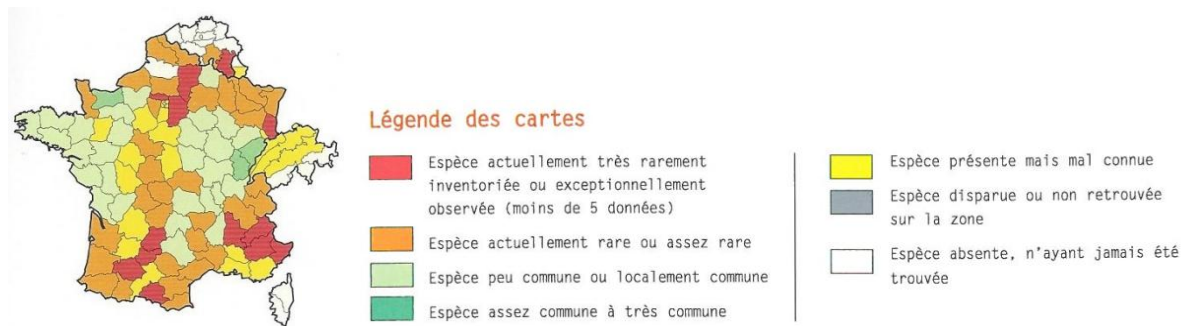 Légende des cartes
Espèce actuellement très rarement
inventoriée ou exceptionnellement
observée (moins de 5 données)
Espèce actuellement rare ou assez rare
Espèce peu commune ou localement commune
Espèce assez commune à très commune
Espèce présente mais mal connue
Espèce disparue ou non retrouvée
sur la zone
Espèce absente, n'ayant jamais été
trouvée